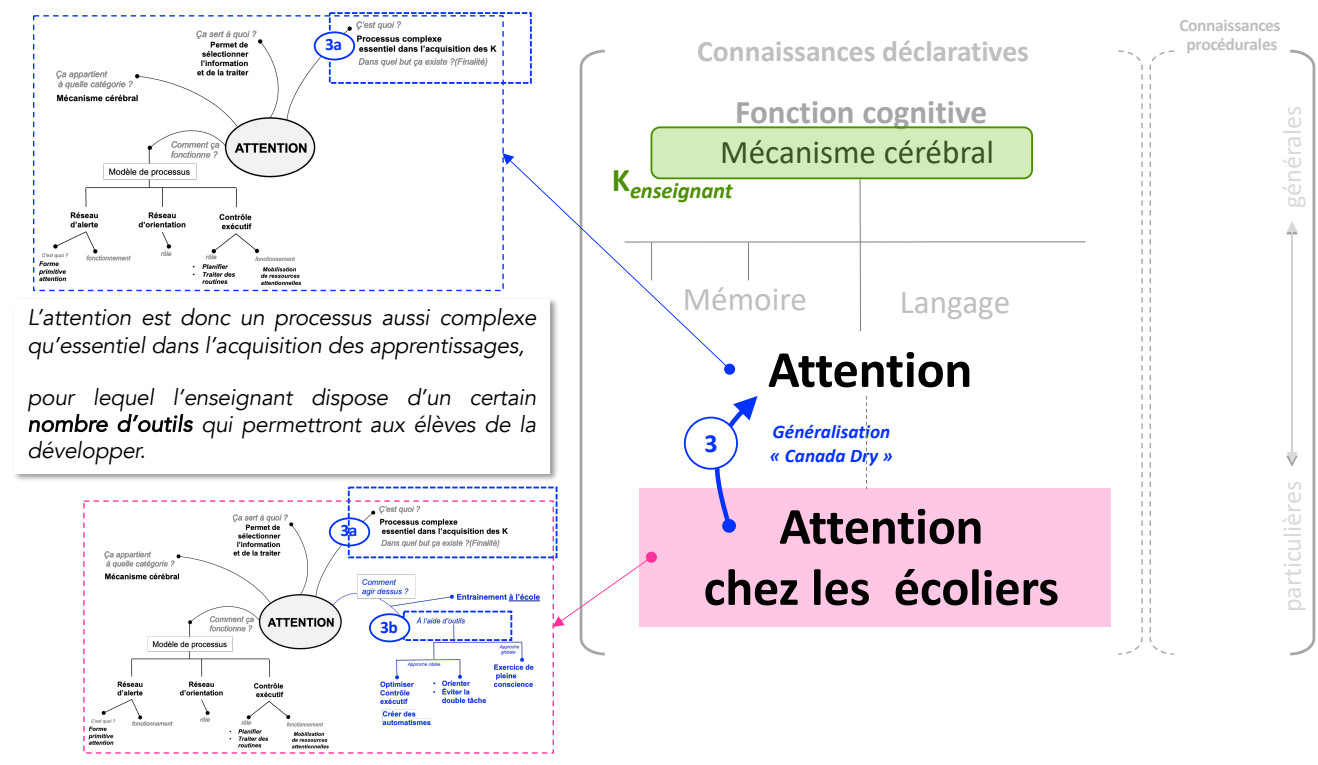 Ça sert à quoi ?
Permet de
sélectionner
l'information
et de la traiter
3a
Ç'est quoi ?
Processus complexe
essentiel dans l'acquisition des K
Dans quel but ça existe ?(Finalité)
Ça appartient
à quelle catégorie ?
Mécanisme cérébral
Comment ça
fonctionne ?
ATTENTION
Modèle de processus
Réseau
d'alerte
Réseau
d'orientation
Contrôle
exécutif
C'est quoi ?
fonctionnement
rôle
rôle
fonctionnement
Forme
primitive
attention
• Planifier
• Traiter des
routines
Mobilisation
de ressources
attentionnelles
L'attention est donc un processus aussi complexe
qu'essentiel dans l'acquisition des apprentissages,
pour lequel l'enseignant dispose d'un certain
nombre d'outils qui permettront aux élèves de la
développer.
Ça sert à quoi ?
Permet de
sélectionner
l'information
et de la traiter
3a
Ç'est quoi ?
Processus complexe
essentiel dans l'acquisition des K
Dans quel but ça existe ?(Finalité)
Ça appartient
à quelle catégorie ?
Mécanisme cérébral
Comment
agir dessus ?
Entrainement à l'école
Comment ça
fonctionne ?
ATTENTION
3b
À l'aide d'outils
Modèle de processus
Approche ciblée
Approche
globale
Réseau
d'alerte
Réseau
d'orientation
Contrôle
exécutif
Optimiser
Contrôle
exécutif
Créer des
automatismes
• Orienter
• Éviter la
double tâche
Exercice de
pleine
conscience
C'est quoi ?
fonctionnement
rôle
rôle
fonctionnement
Forme
primitive
attention
• Planifier
• Traiter des
routines
Mobilisation
de ressources
attentionnelles
Connaissances déclaratives
Fonction cognitive
Mécanisme cérébral
Kenseignant
Mémoire
Langage
Attention
3
Généralisation
« Canada Dry »
Attention
chez les écoliers
Connaissances
procédurales
générales
particulières